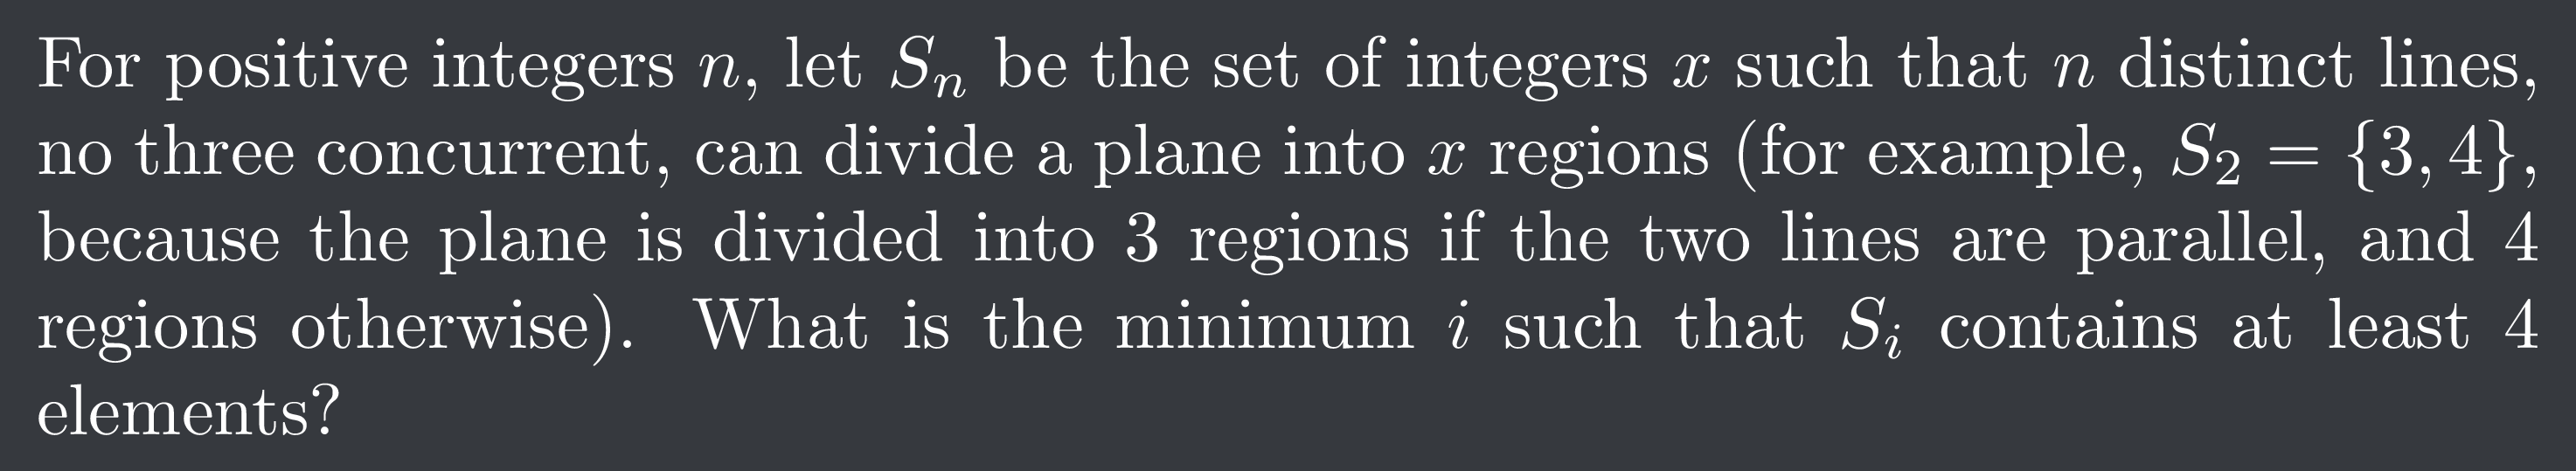 For positive integers $n$, let $S_n$ be the set of integers $x$ such that $n$ distinct lines,
no three concurrent, can divide a plane into $x$ regions (for example, $S_2 = \{3, 4\}$,
because the plane is divided into 3 regions if the two lines are parallel, and 4
regions otherwise). What is the minimum $i$ such that $S_i$ contains at least 4
elements?